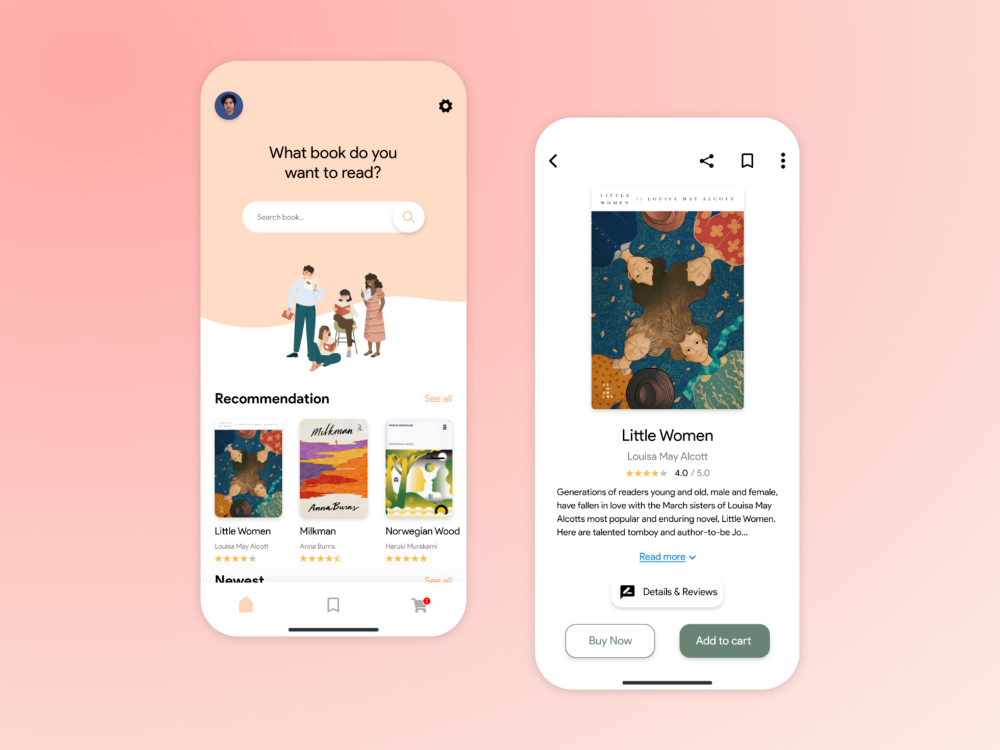 What book do you
want to read?
Search book...
Recommendation
See all
Milkman
Anna Burns
Little Women
Louisa May Alcott
Milkman
Anna Burns
Norwegian Wood
Haruki Murakami
Newest
See all
2
LITTLE
WOMEN // LOUISA MAY ALCOTT
Little Women
Louisa May Alcott
4.0 / 5.0
Generations of readers young and old, male and female,
have fallen in love with the March sisters of Louisa May
Alcotts most popular and enduring novel, Little Women.
Here are talented tomboy and author-to-be Jo...
Read more
Details & Reviews
Buy Now
Add to cart